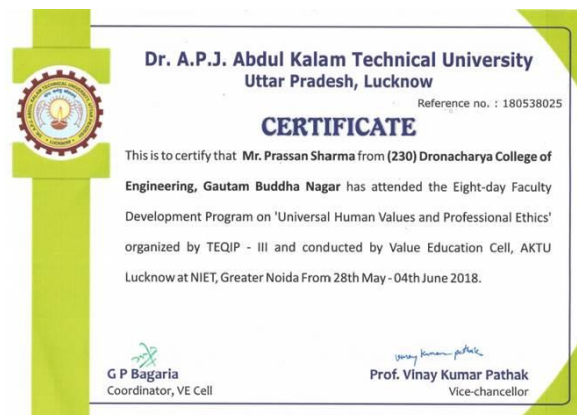 Dr. A.P.J. Abdul Kalam Technical University
Uttar Pradesh, Lucknow
Reference no. : 180538025
CERTIFICATE
This is to certify that Mr. Prassan Sharma from (230) Dronacharya College of
Engineering, Gautam Buddha Nagar has attended the Eight-day Faculty
Development Program on 'Universal Human Values and Professional Ethics'
organized by TEQIP - III and conducted by Value Education Cell, AKTU
Lucknow at NIET, Greater Noida From 28th May - 04th June 2018.
vinay kumar pathak
G P Bagaria
Coordinator, VE Cell
Prof. Vinay Kumar Pathak
Vice-chancellor